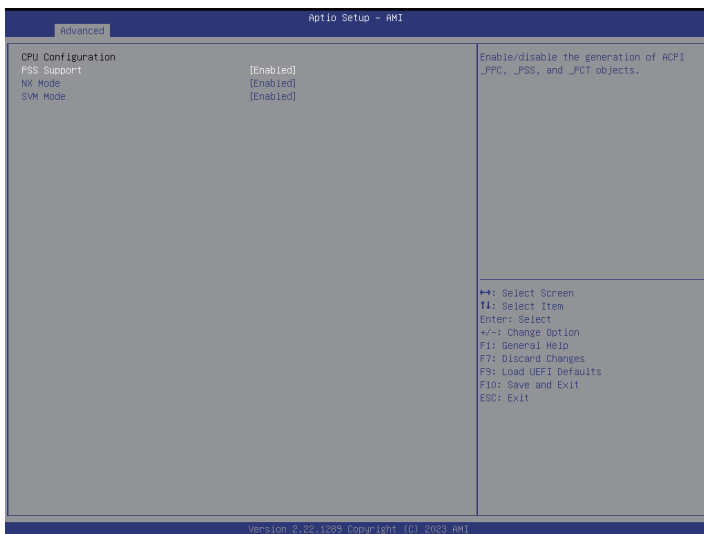 Aptio Setup – AMI
Advanced
CPU Configuration
PSS Support [Enabled]
NX Mode [Enabled]
SVM Mode [Enabled]
Enable/disable the generation of ACPI
_PPC, _PSS, and _PCT objects.
↔: Select Screen
↑↓: Select Item
Enter: Select
+/-: Change Option
F1: General Help
F7: Discard Changes
F9: Load UEFI Defaults
F10: Save and Exit
ESC: Exit
Version 2.22.1289 Copyright (C) 2023 AMI